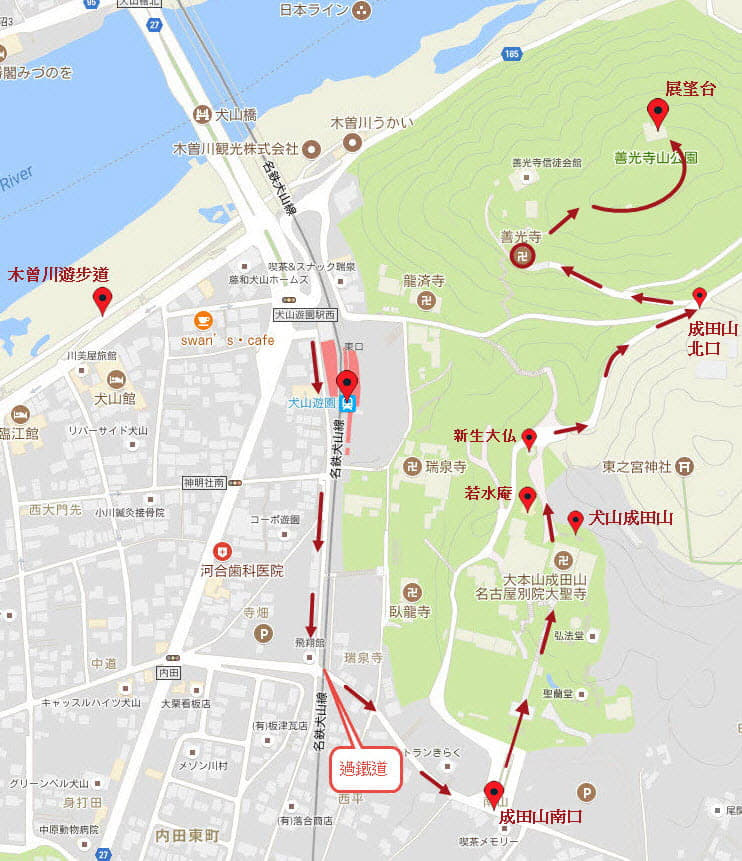 95
犬山橋北
27
日本ライン
閣みづのを
165
展望台
犬山橋
木曽川うかい
木曽川観光株式会社
善光寺山公園
善光寺信徒会館
River
名鉄犬山線
善光寺
木曽川遊步道
喫茶&スナック瑞泉
藤和犬山ホームズ
龍済寺
犬山遊園駅西
成田山
北口
swan's・cafe
東口
川美屋旅館
犬山館
犬山遊園
臨江館
リバーサイド犬山
名鉄犬山線
新生大仏
瑞泉寺
東之宮神社
神明社南
若水庵
西大門先
小川鍼灸接骨院
コーポ遊園
犬山成田山
河合歯科医院
大本山成田山
名古屋別院大聖寺
寺畑
臥龍寺
飛翔館
弘法堂
中道
内田
瑞泉寺
キャッスルハイツ犬山
大栗看板店
聖蘭堂
名鉄犬山線
(有)板津瓦店
メゾン川村
過鐵道
トランきらく
グリーンベル犬山
身打田
西平
成田山南口
(有)落合商店
中原動物病院
内田東町
喫茶メモリー
27